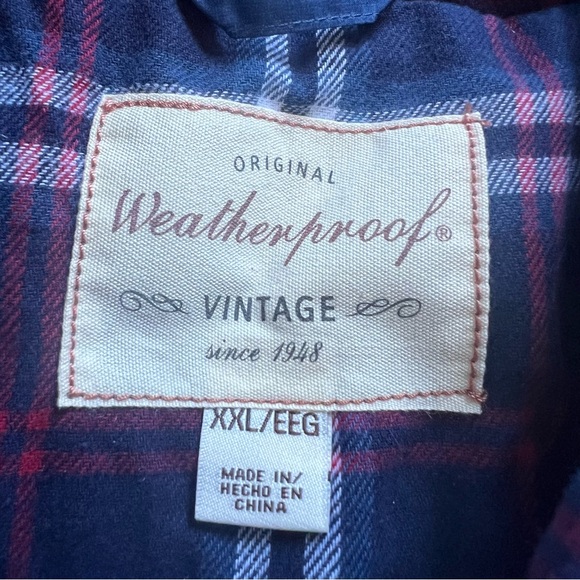 ORIGINAL
Weatherproof®
VINTAGE
since 1948
XXL/EEG
MADE IN/
HECHO EN
CHINA